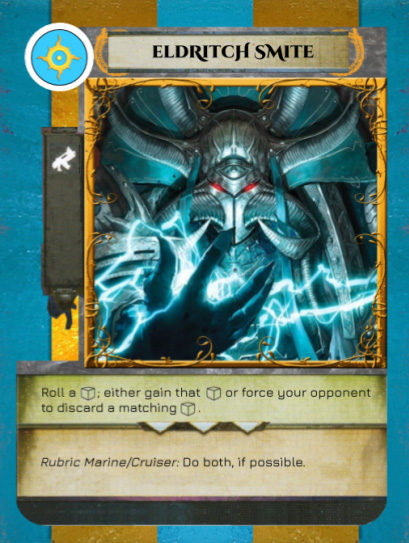 ELDRITCH SMITE
Roll a ; either gain that or force your opponent
to discard a matching .
Rubric Marine/Cruiser: Do both, if possible.